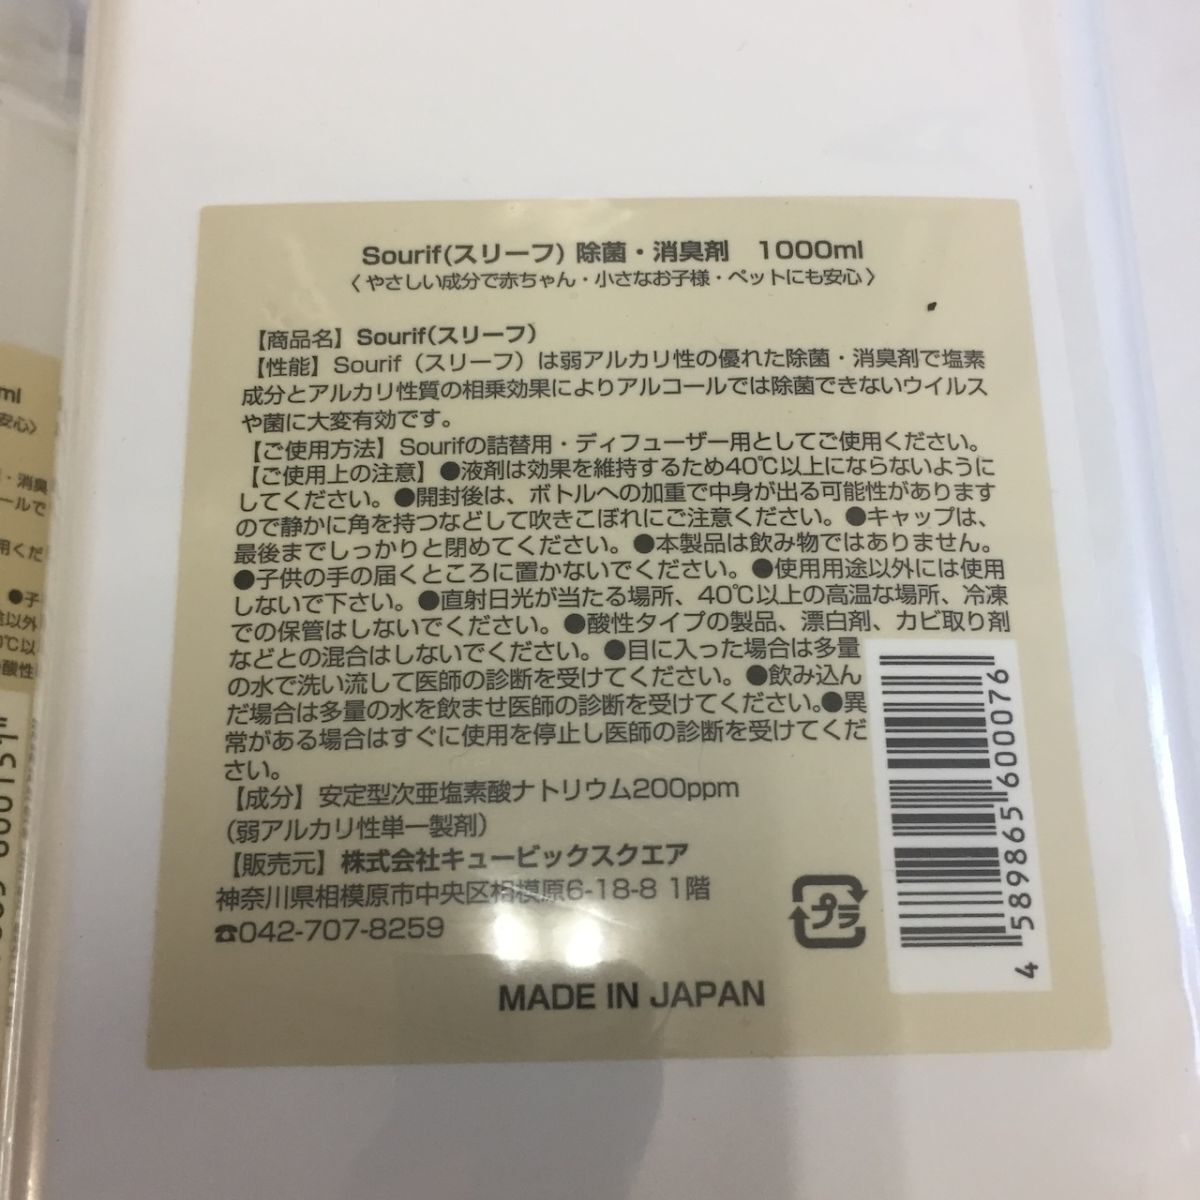 Sourif(スリーフ) 除菌・消臭剤　1000ml
〈やさしい成分で赤ちゃん・小さなお子様・ペットにも安心〉
【商品名】Sourif(スリーフ)
【性能】Sourif（スリーフ）は弱アルカリ性の優れた除菌・消臭剤で塩素
成分とアルカリ性質の相乗効果によりアルコールでは除菌できないウイルス
や菌に大変有効です。
【ご使用方法】Sourifの詰替用・ディフューザー用としてご使用ください。
【ご使用上の注意】●液剤は効果を維持するため40℃以上にならないように
してください。●開封後は、ボトルへの加重で中身が出る可能性があります
ので静かに角を持つなどして吹きこぼれにご注意ください。●キャップは、
最後までしっかりと閉めてください。●本製品は飲み物ではありません。
●子供の手の届くところに置かないでください。●使用用途以外には使用
しないで下さい。●直射日光が当たる場所、40℃以上の高温な場所、冷凍
での保管はしないでください。●酸性タイプの製品、漂白剤、カビ取り剤
などとの混合はしないでください。●目に入った場合は多量
の水で洗い流して医師の診断を受けてください。●飲み込ん
だ場合は多量の水を飲ませ医師の診断を受けてください。●異
常がある場合はすぐに使用を停止し医師の診断を受けてくだ
さい。
【成分】安定型次亜塩素酸ナトリウム200ppm
（弱アルカリ性単一製剤）
【販売元】株式会社キュービックスクエア
神奈川県相模原市中央区相模原6-18-8 1階
☎042-707-8259
プラ
MADE IN JAPAN
4 589865 600076
ml
安心〉
・消臭
ールで
用くだ
●子
途以外
0℃以
酸性